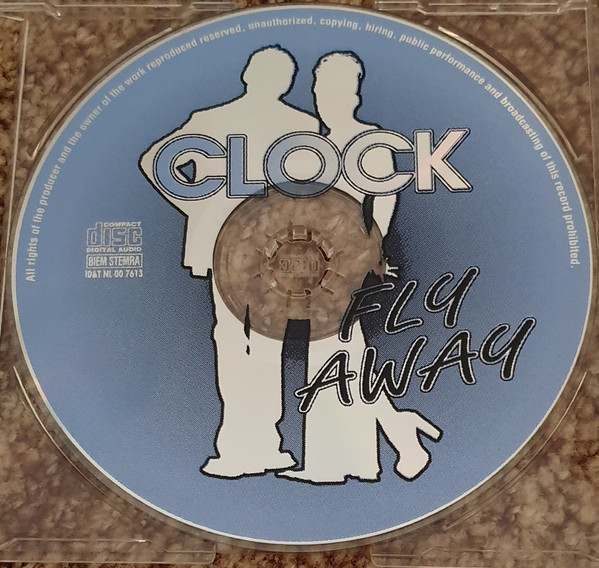 All rights of the producer and the owner of the work reproduced reserved, unauthorized, copying, hiring, public performance and broadcasting of this record prohibited.
CLOCK
COMPACT
disc
DIGITAL AUDIO
BIEM STEMRA
ID&T NL 00 7613
FLY
AWAY